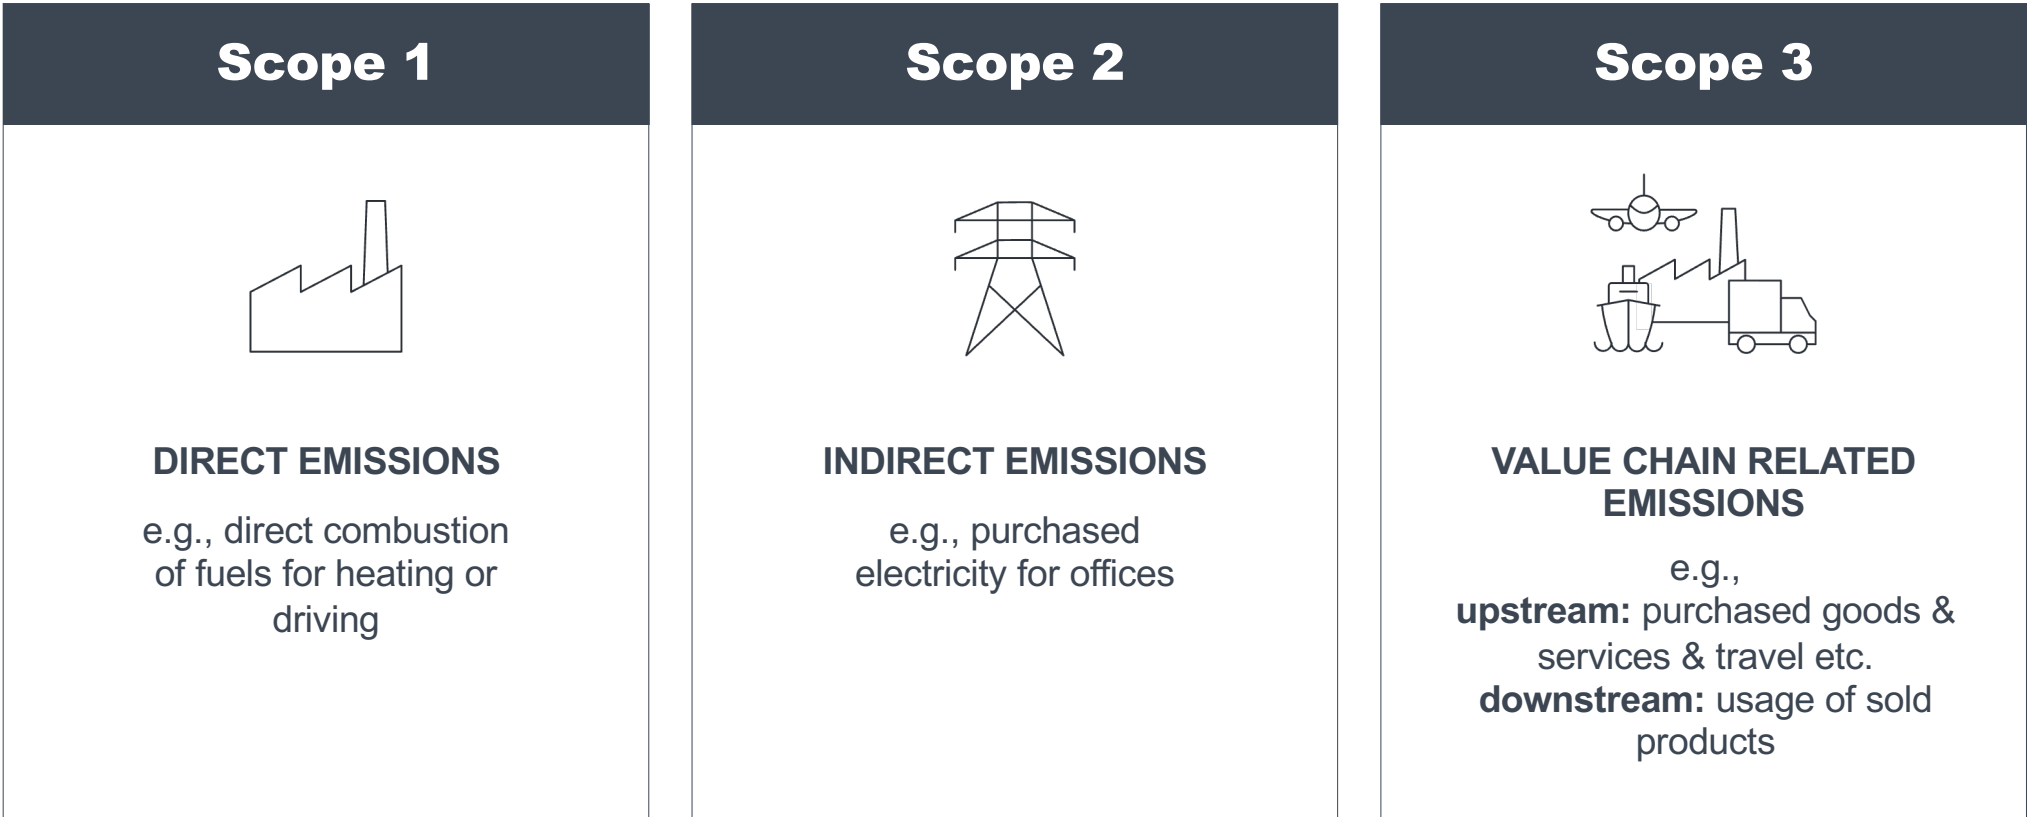 Scope 1
DIRECT EMISSIONS
e.g., direct combustion
of fuels for heating or
driving
Scope 2
INDIRECT EMISSIONS
e.g., purchased
electricity for offices
Scope 3
VALUE CHAIN RELATED
EMISSIONS
e.g.,
upstream: purchased goods &
services & travel etc.
downstream: usage of sold
products